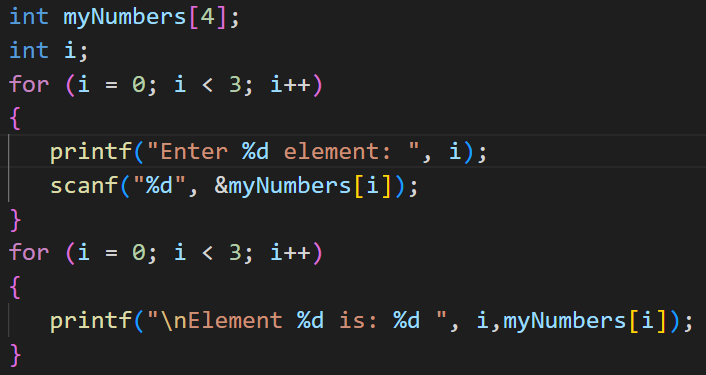 int myNumbers[4];
int i;
for (i = 0; i < 3; i++)
{
   printf("Enter %d element: ", i);
   scanf("%d", &myNumbers[i]);
}
for (i = 0; i < 3; i++)
{
   printf("\nElement %d is: %d ", i,myNumbers[i]);
}